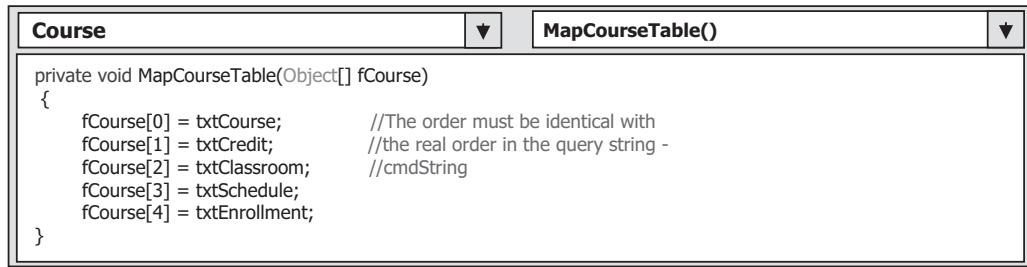 Course MapCourseTable()
private void MapCourseTable(Object[] fCourse)
{
fCourse[0] = txtCourse; //The order must be identical with
fCourse[1] = txtCredit; //the real order in the query string -
fCourse[2] = txtClassroom; //cmdString
fCourse[3] = txtSchedule;
fCourse[4] = txtEnrollment;
}